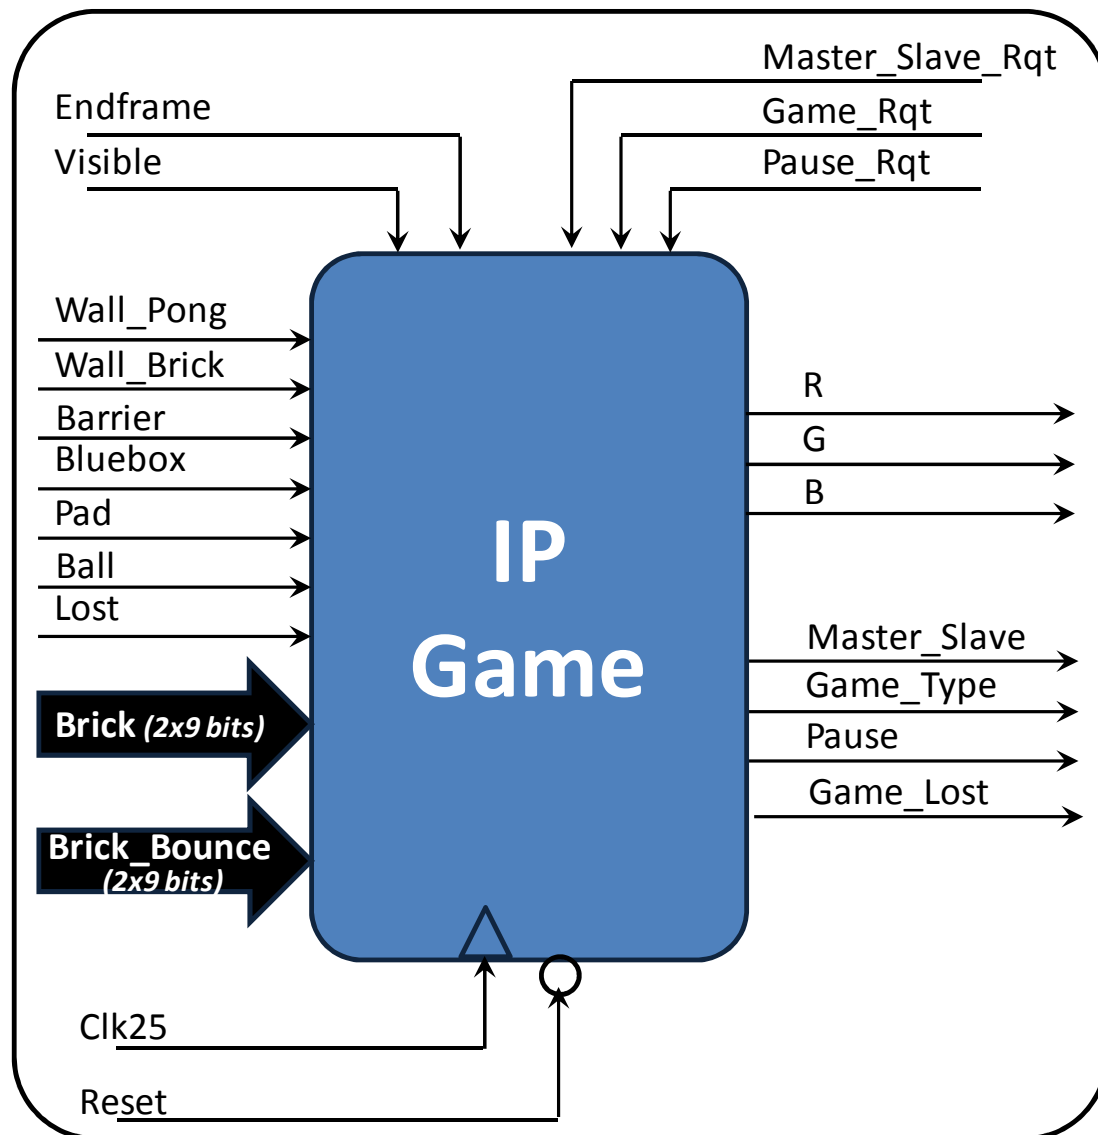 Master_Slave_Rqt
Endframe
Game_Rqt
Visible
Pause_Rqt
Wall_Pong
Wall_Brick
Barrier
Bluebox
Pad
Ball
Lost
Brick (2x9 bits)
Brick_Bounce
(2x9 bits)
IP
Game
R
G
B
Master_Slave
Game_Type
Pause
Game_Lost
Clk25
Reset